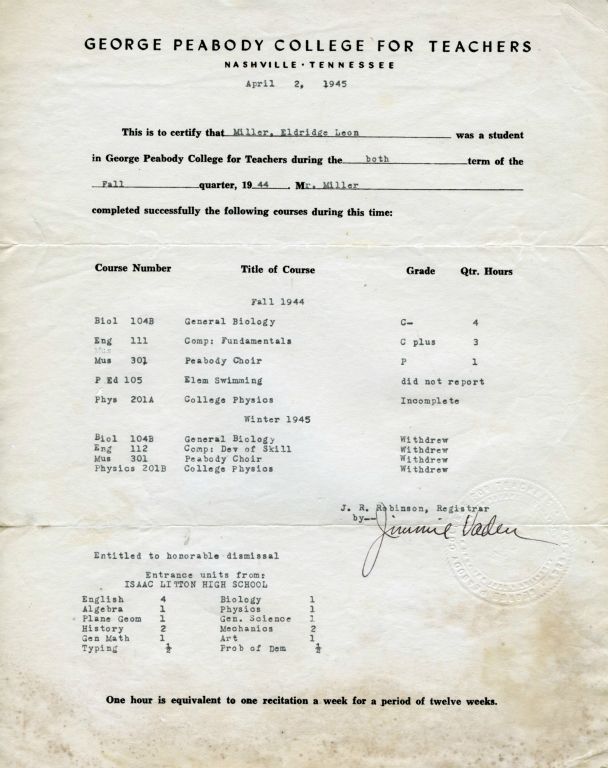 GEORGE PEABODY COLLEGE FOR TEACHERS
NASHVILLE · TENNESSEE
April 2, 1945
This is to certify that Miller, Eldridge Leon was a student
in George Peabody College for Teachers during the both term of the
Fall quarter, 1944. Mr. Miller
completed successfully the following courses during this time:
Course Number Title of Course Grade Qtr. Hours
Fall 1944
Biol 104B General Biology C- 4
Eng 111 Comp: Fundamentals C plus 3
Mus 301 Peabody Choir P 1
P Ed 105 Elem Swimming did not report
Phys 201A College Physics Incomplete
Winter 1945
Biol 104B General Biology Withdrew
Eng 112 Comp: Dev of Skill Withdrew
Mus 301 Peabody Choir Withdrew
Physics 201B College Physics Withdrew
J. R. Robinson, Registrar
by-- Jimmie Vaden
Entitled to honorable dismissal
Entrance units from:
ISAAC LITTON HIGH SCHOOL
English 4 Biology 1
Algebra 1 Physics 1
Plane Geom 1 Gen. Science 1
History 2 Mechanics 2
Gen Math 1 Art 1
Typing ½ Prob of Dem ½
One hour is equivalent to one recitation a week for a period of twelve weeks.